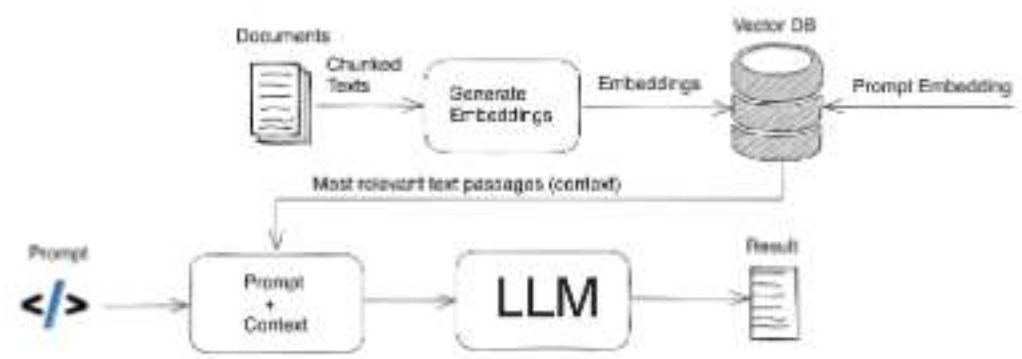 Documents
Vector DB
Chunked
Texts
Generate
Embeddings
Embeddings
Prompt Embedding
Most relevant text passages (context)
Prompt
</>
Prompt
+
Context
LLM
Result